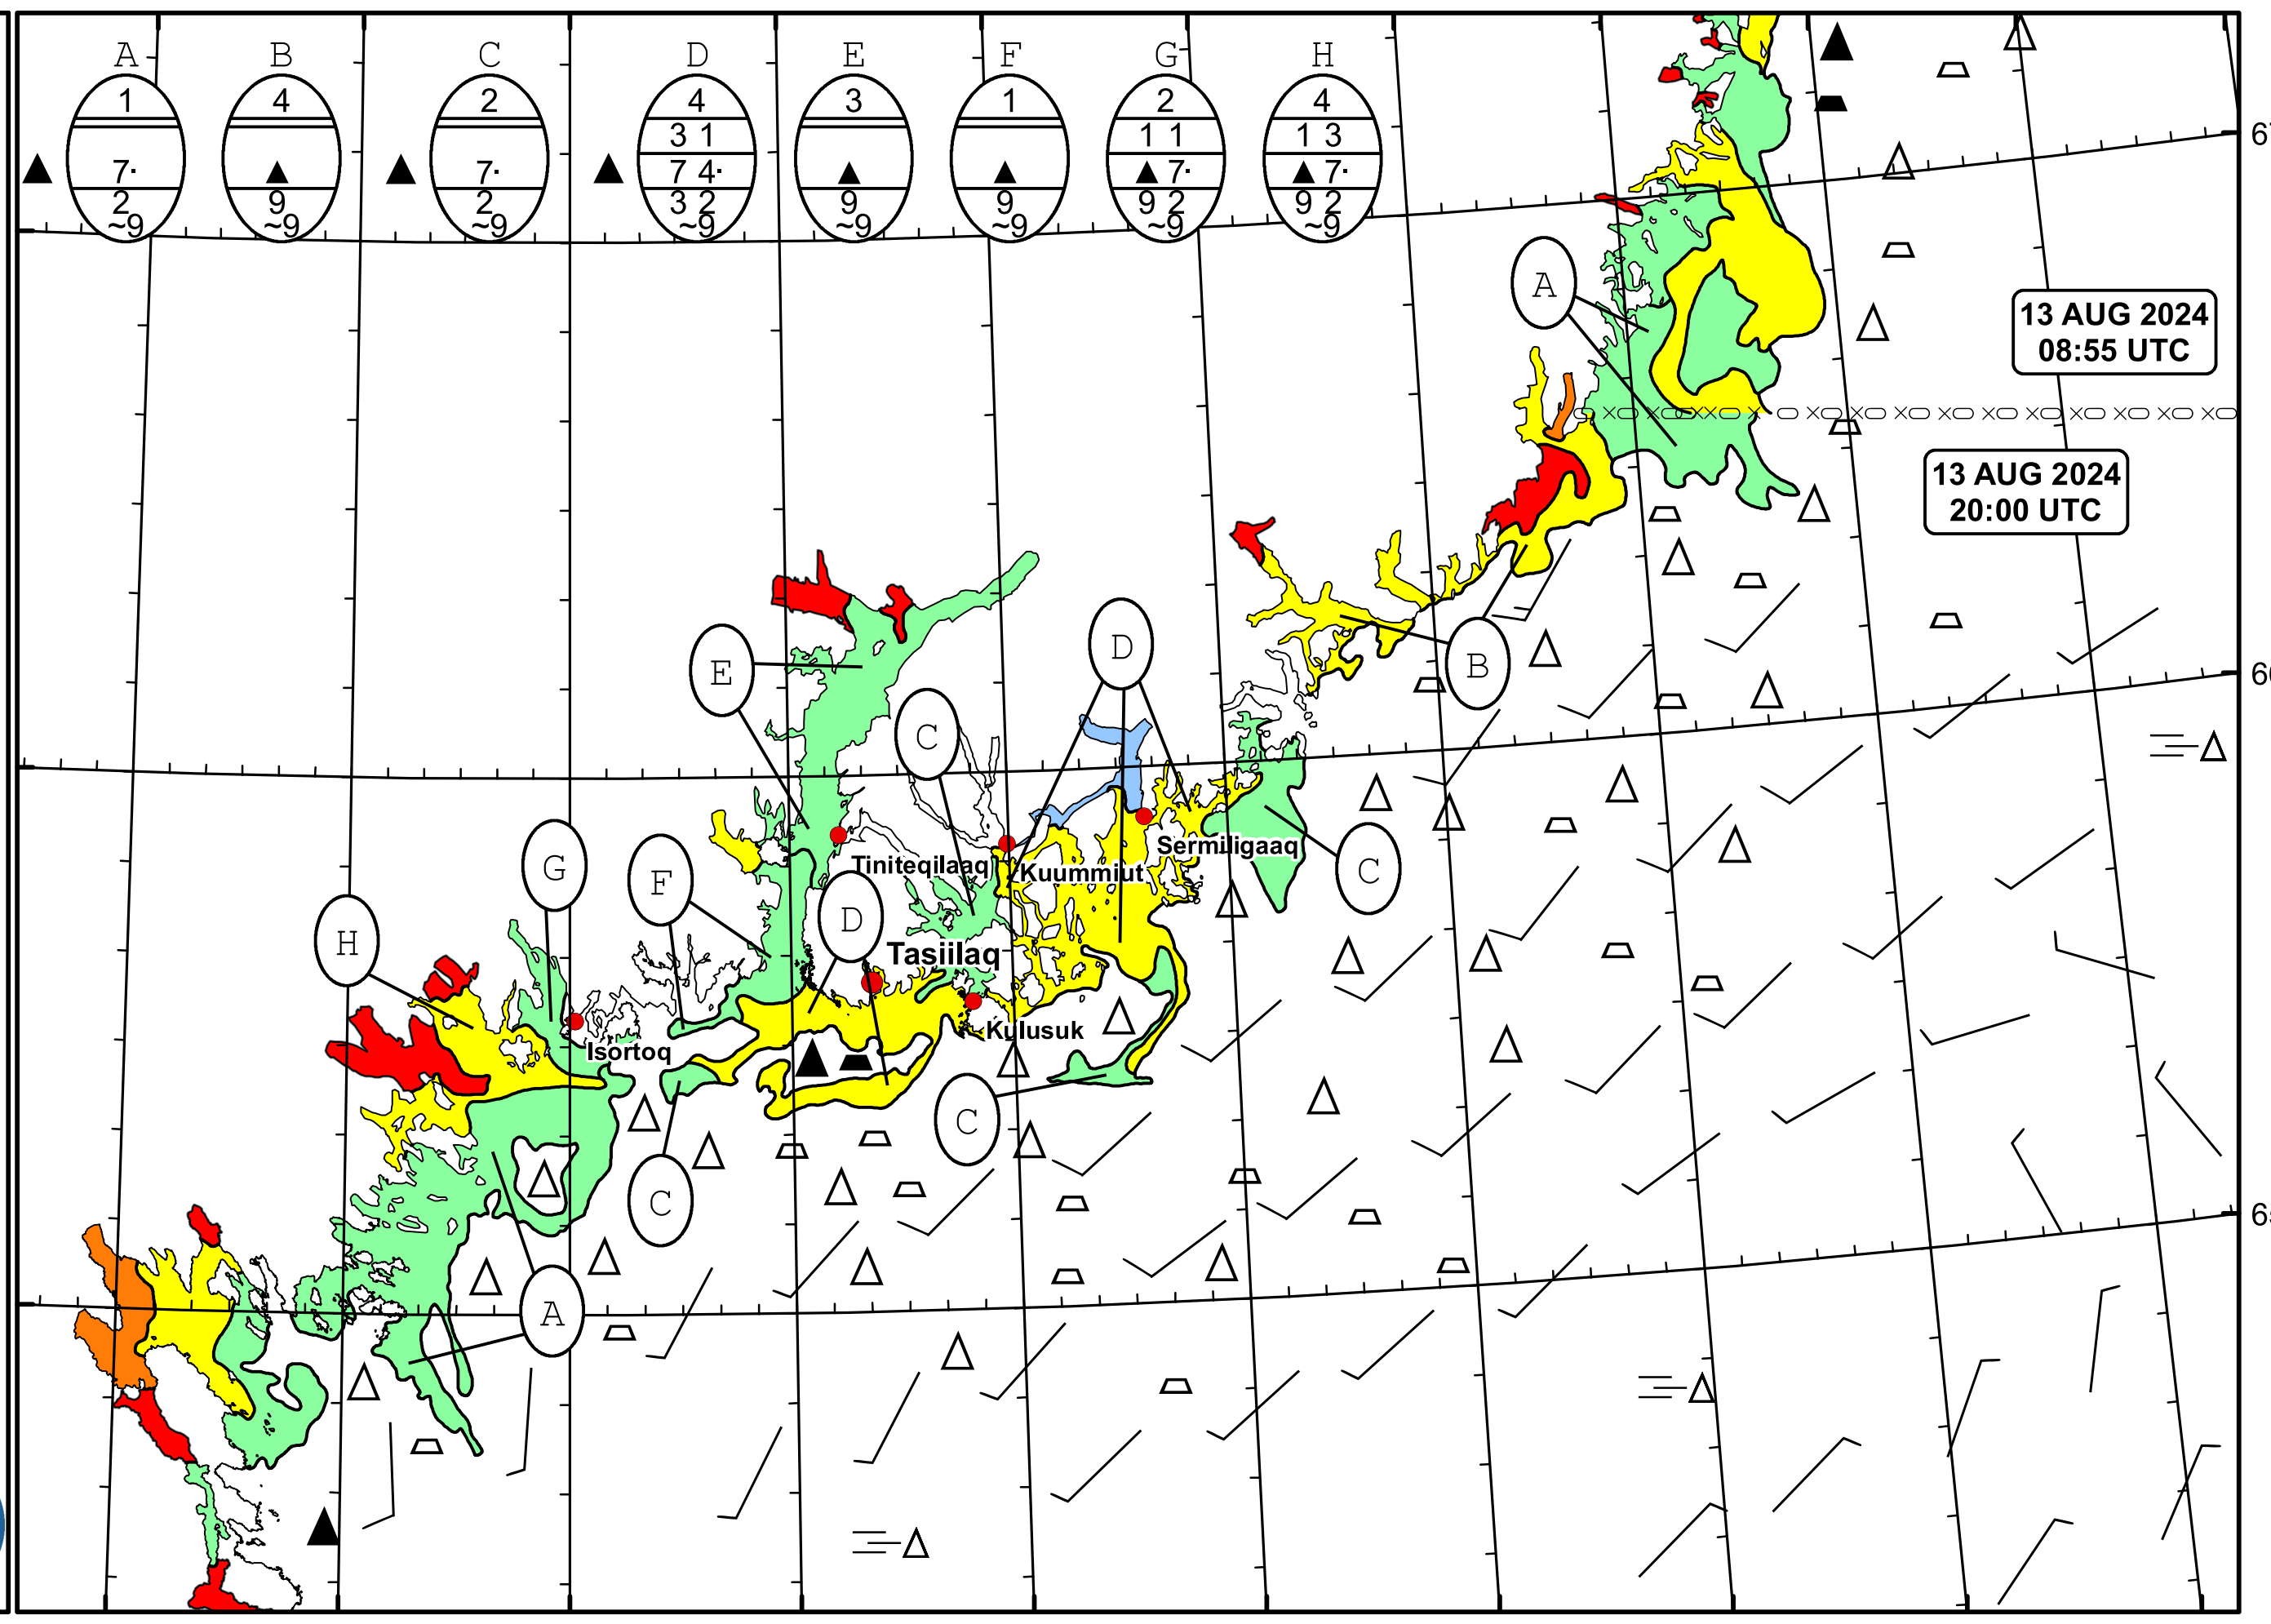 A B C D E F G H
1 4 2 4 3 1 2 4
3 1 1 1 1 3
7· 7· 7 4· 7· 7·
2 9 2 3 2 9 9 9 2 9 2
~9 ~9 ~9 ~9 ~9 ~9 ~9 ~9
A
13 AUG 2024
08:55 UTC
13 AUG 2024
20:00 UTC
D
E
B
C
Sermiligaaq
G
F
Tiniteqilaaq
Kuummiut
C
D
H
Tasiilaq
Kulusuk
Isortoq
C
C
A